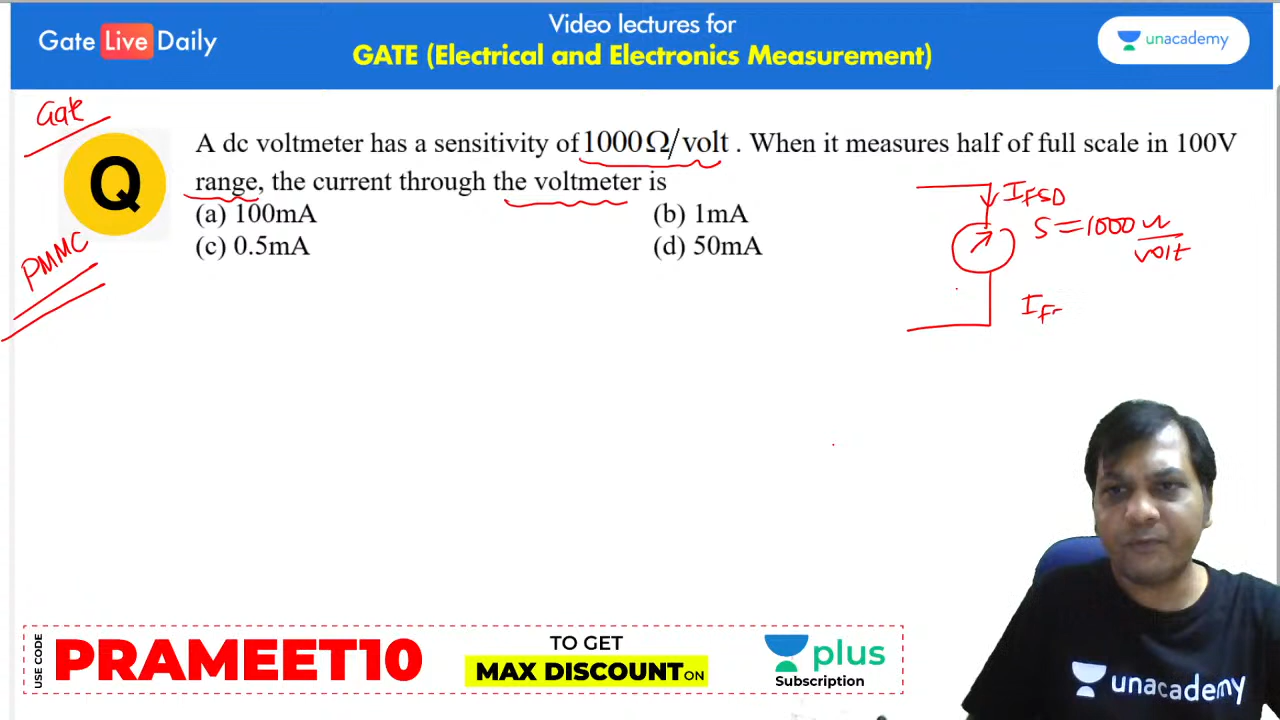 Gate Live Daily
Video lectures for
GATE (Electrical and Electronics Measurement)
unacademy
Gate
Q
PMMC
A dc voltmeter has a sensitivity of 1000Ω/volt . When it measures half of full scale in 100V
range, the current through the voltmeter is
(a) 100mA
(b) 1mA
(c) 0.5mA
(d) 50mA
I_FSD
S = 1000 Ω/volt
USE CODE
PRAMEET10
TO GET
MAX DISCOUNT ON
plus
Subscription
unacademy